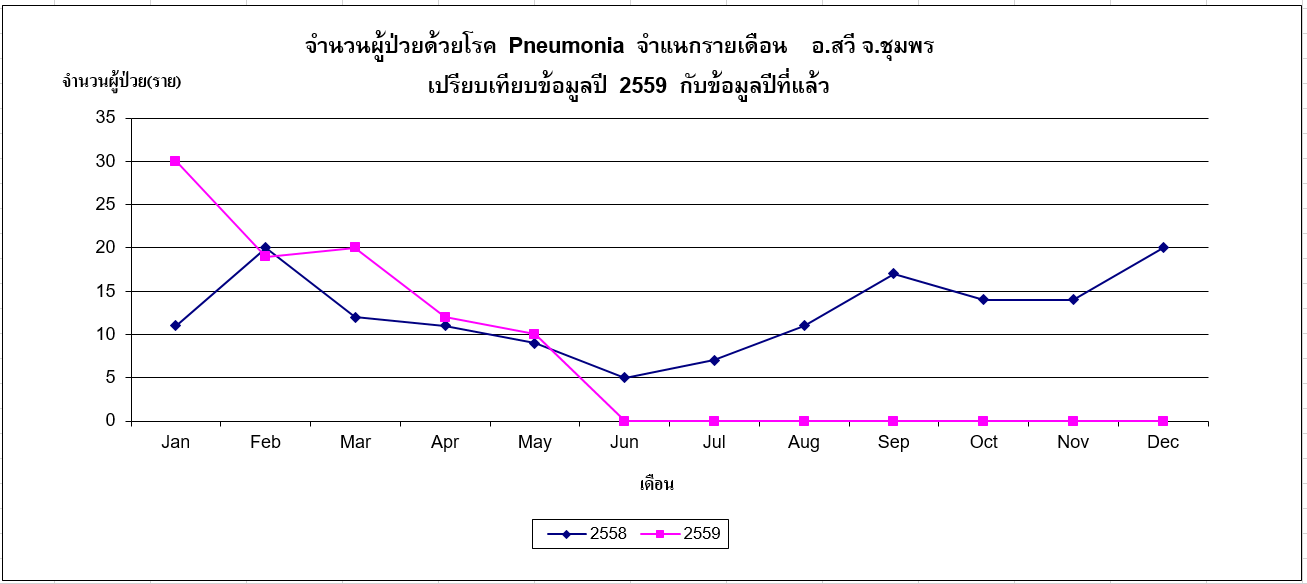 จำนวนผู้ป่วยด้วยโรค Pneumonia จำแนกรายเดือน อ.สวี จ.ชุมพร
เปรียบเทียบข้อมูลปี 2559 กับข้อมูลปีที่แล้ว
จำนวนผู้ป่วย(ราย)
35
30
25
20
15
10
5
0
Jan Feb Mar Apr May Jun Jul Aug Sep Oct Nov Dec
เดือน
2558 2559